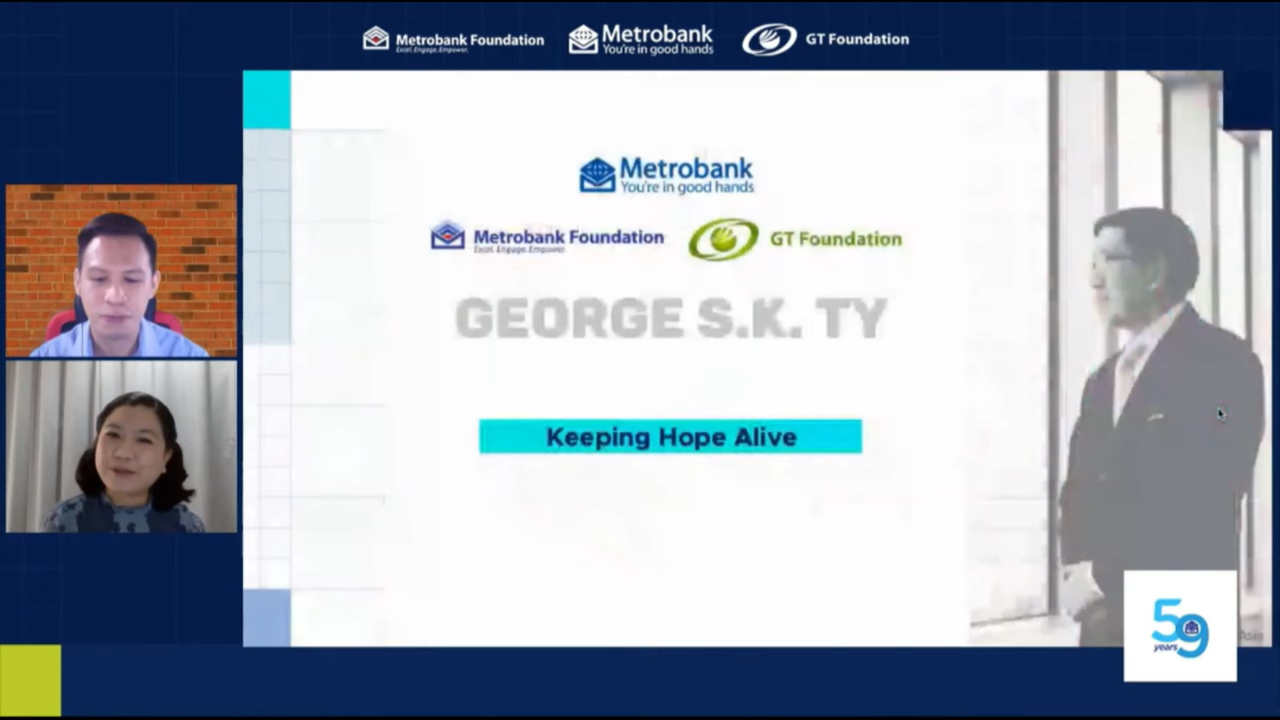 Metrobank Foundation
Excel. Engage. Empower.
Metrobank
You're in good hands
GT Foundation
Metrobank
You're in good hands
Metrobank Foundation
Excel. Engage. Empower.
GT Foundation
GEORGE S.K. TY
Keeping Hope Alive
59
years